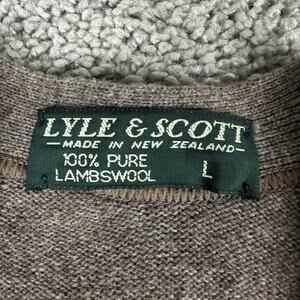 LYLE & SCOTT
MADE IN NEW ZEALAND
100% PURE
LAMBSWOOL L